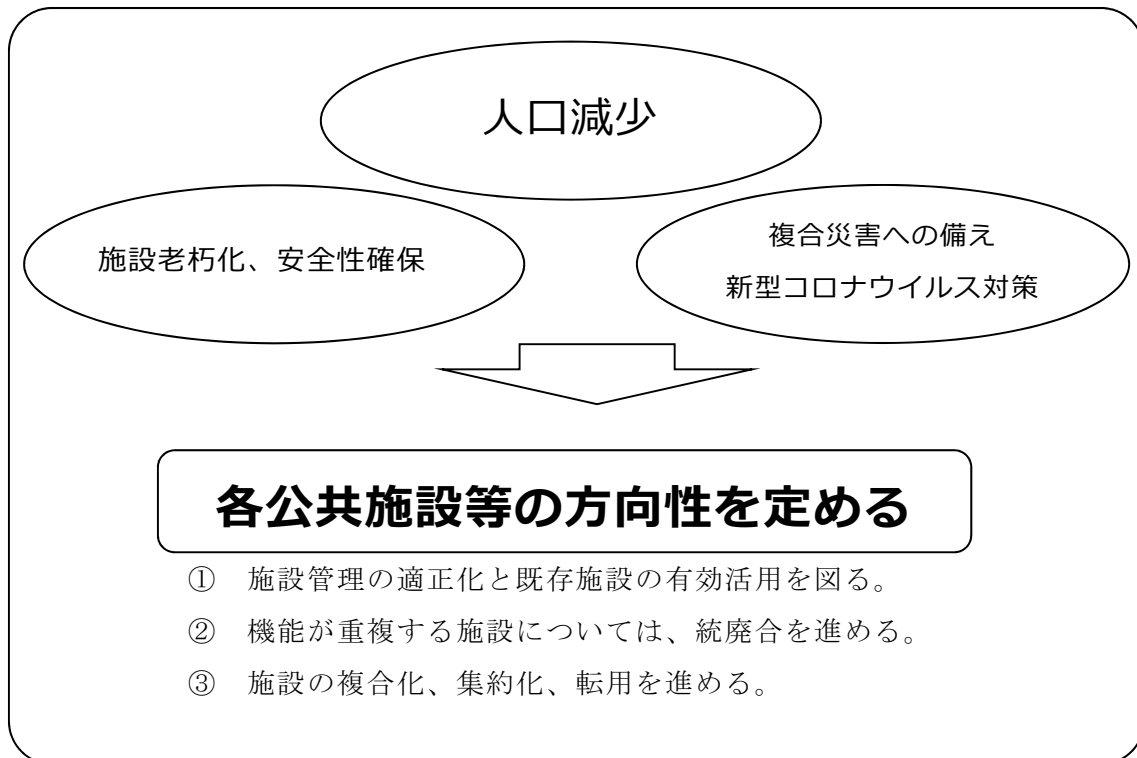 人口減少
施設老朽化、安全性確保
複合災害への備え
新型コロナウイルス対策
各公共施設等の方向性を定める
①　施設管理の適正化と既存施設の有効活用を図る。
②　機能が重複する施設については、統廃合を進める。
③　施設の複合化、集約化、転用を進める。